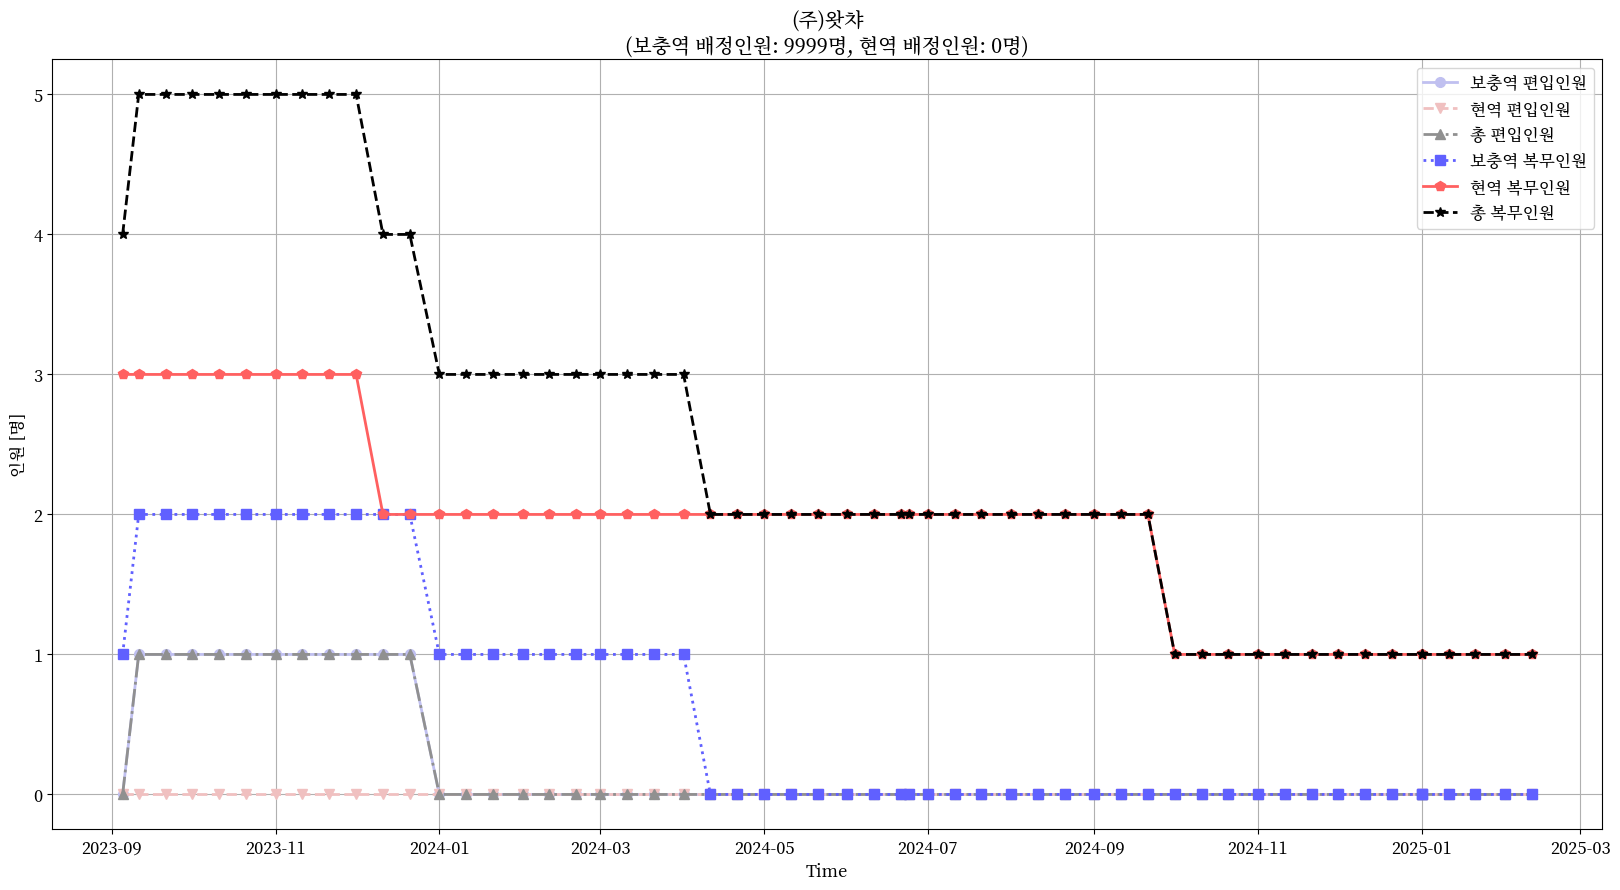 (주)왓챠
(보충역 배정인원: 9999명, 현역 배정인원: 0명)
보충역 편입인원
현역 편입인원
총 편입인원
보충역 복무인원
현역 복무인원
총 복무인원
인원 [명]
5
4
3
2
1
0
2023-09
2023-11
2024-01
2024-03
2024-05
2024-07
2024-09
2024-11
2025-01
2025-03
Time